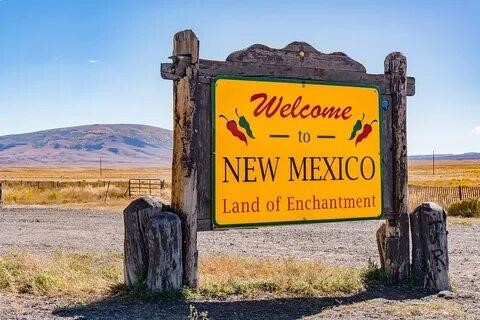 Welcome
to
NEW MEXICO
Land of Enchantment